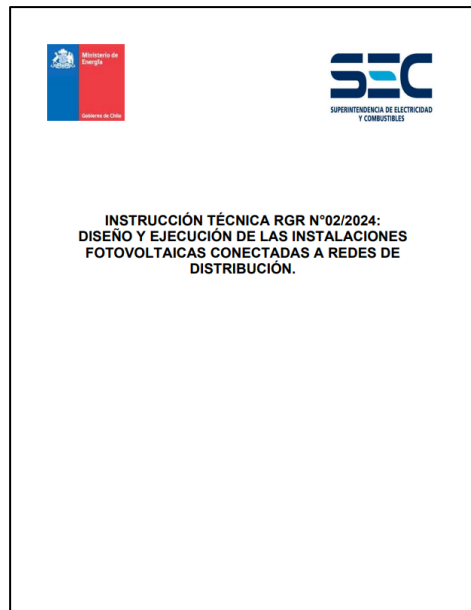 Ministerio de
Energía
Gobierno de Chile
SEC
SUPERINTENDENCIA DE ELECTRICIDAD
Y COMBUSTIBLES
INSTRUCCIÓN TÉCNICA RGR N°02/2024:
DISEÑO Y EJECUCIÓN DE LAS INSTALACIONES
FOTOVOLTAICAS CONECTADAS A REDES DE
DISTRIBUCIÓN.